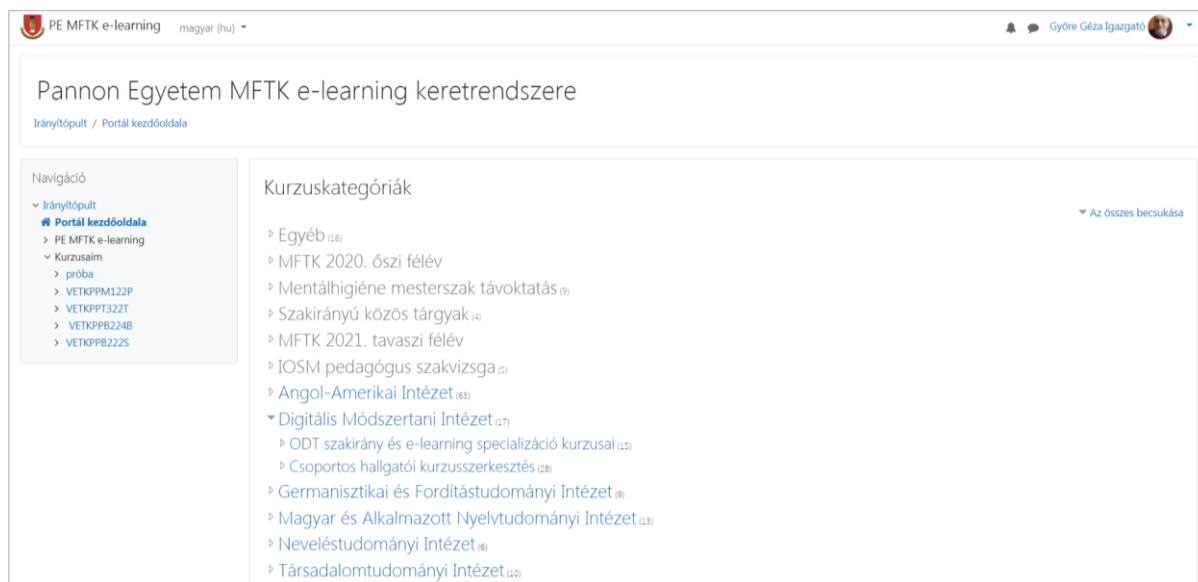 PE MFTK e-learning magyar (hu)
Györe Géza Igazgató
Pannon Egyetem MFTK e-learning keretrendszere
Irányítópult / Portál kezdőoldala
Navigáció
Irányítópult
Portál kezdőoldala
PE MFTK e-learning
Kurzusaim
próba
VETKPPM122P
VETKPPT322T
VETKPPB224B
VETKPPB222S
Kurzuskategóriák
Az összes becsukása
Egyéb (16)
MFTK 2020. őszi félév
Mentálhigiéne mesterszak távoktatás (9)
Szakirányú közös tárgyak (4)
MFTK 2021. tavaszi félév
IOSM pedagógus szakvizsga (5)
Angol-Amerikai Intézet (63)
Digitális Módszertani Intézet (17)
ODT szakirány és e-learning specializáció kurzusai (15)
Csoportos hallgatói kurzusszerkesztés (28)
Germanisztikai és Fordítástudományi Intézet (9)
Magyar és Alkalmazott Nyelvtudományi Intézet (13)
Neveléstudományi Intézet (6)
Társadalomtudományi Intézet (10)